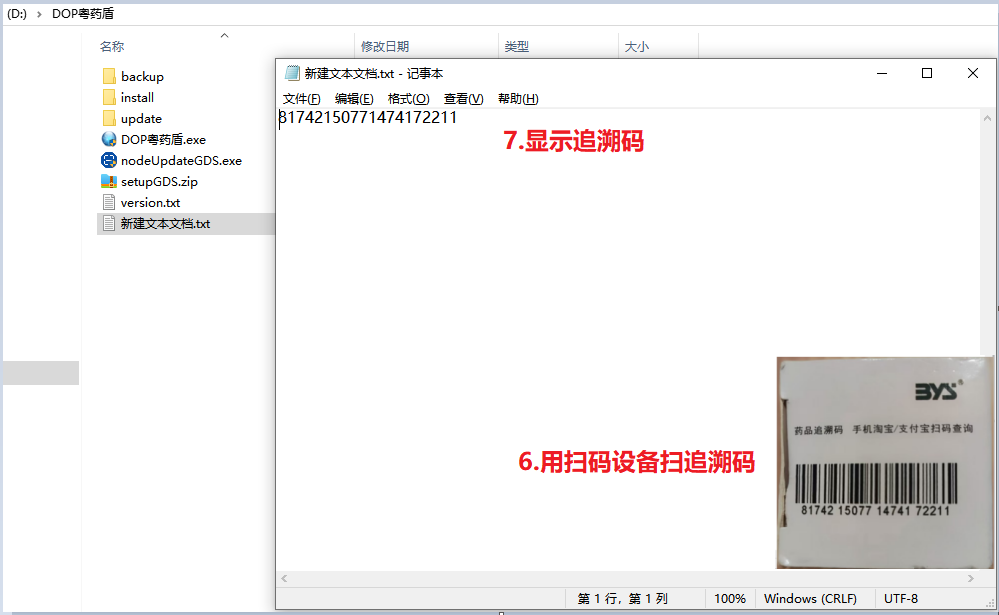 (D:) > DOP粤药盾
名称 修改日期 类型 大小
backup
install
update
DOP粤药盾.exe
nodeUpdateGDS.exe
setupGDS.zip
version.txt
新建文本文档.txt
新建文本文档.txt - 记事本
文件(F) 编辑(E) 格式(O) 查看(V) 帮助(H)
81742150771474172211
7.显示追溯码
6.用扫码设备扫追溯码
BYS®
药品追溯码 手机淘宝/支付宝扫码查询
81742 15077 14741 72211
第 1 行，第 1 列 100% Windows (CRLF) UTF-8